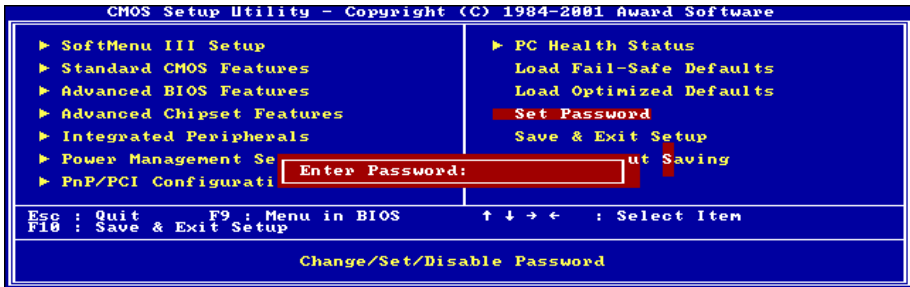 CMOS Setup Utility - Copyright (C) 1984-2001 Award Software
► SoftMenu III Setup
► Standard CMOS Features
► Advanced BIOS Features
► Advanced Chipset Features
► Integrated Peripherals
► Power Management Se
► PnP/PCI Configurati
► PC Health Status
Load Fail-Safe Defaults
Load Optimized Defaults
Set Password
Save & Exit Setup
ut Saving
Enter Password:
Esc : Quit F9 : Menu in BIOS ↑ ↓ → ← : Select Item
F10 : Save & Exit Setup
Change/Set/Disable Password